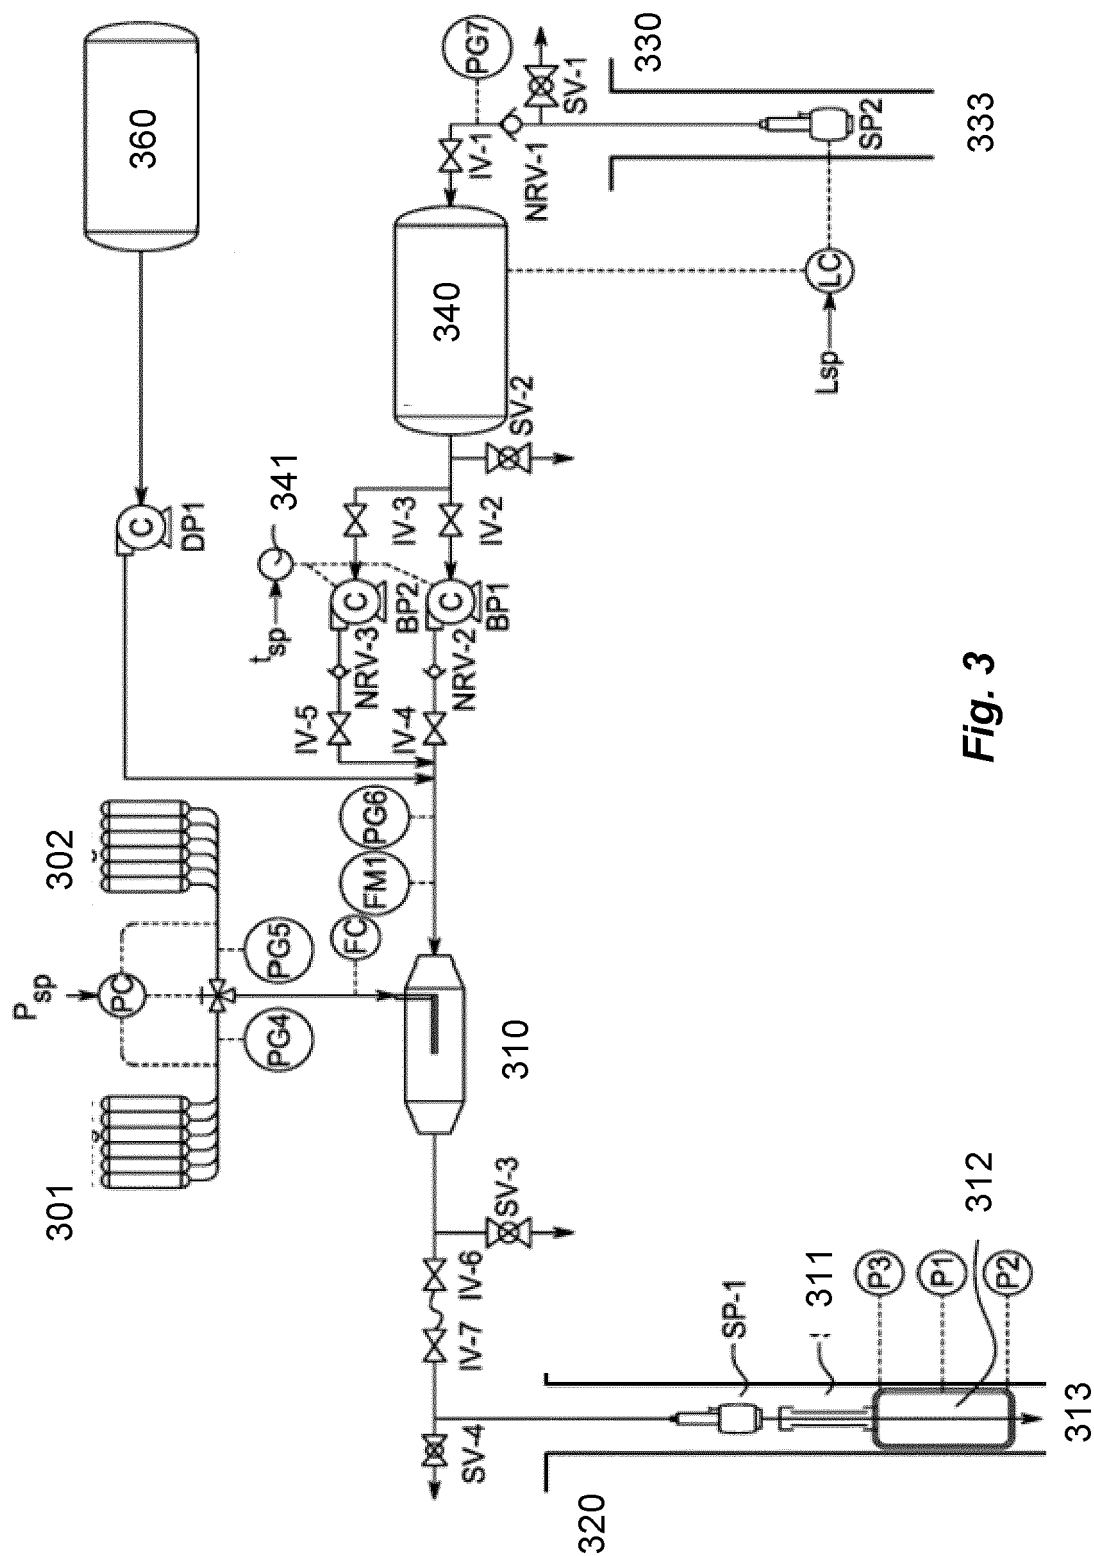 360
DP1
341
t_sp
302
301
P_sp
PC
PG5
PG4
FC
FM1
PG6
310
IV-5
NRV-3
BP2
IV-3
IV-4
NRV-2
BP1
IV-2
C
C
C
SV-2
340
IV-1
NRV-1
PG7
SV-1
330
333
SP2
LC
Lsp
SV-3
IV-6
IV-7
SV-4
320
SP-1
311
P3
P1
P2
312
313
Fig. 3